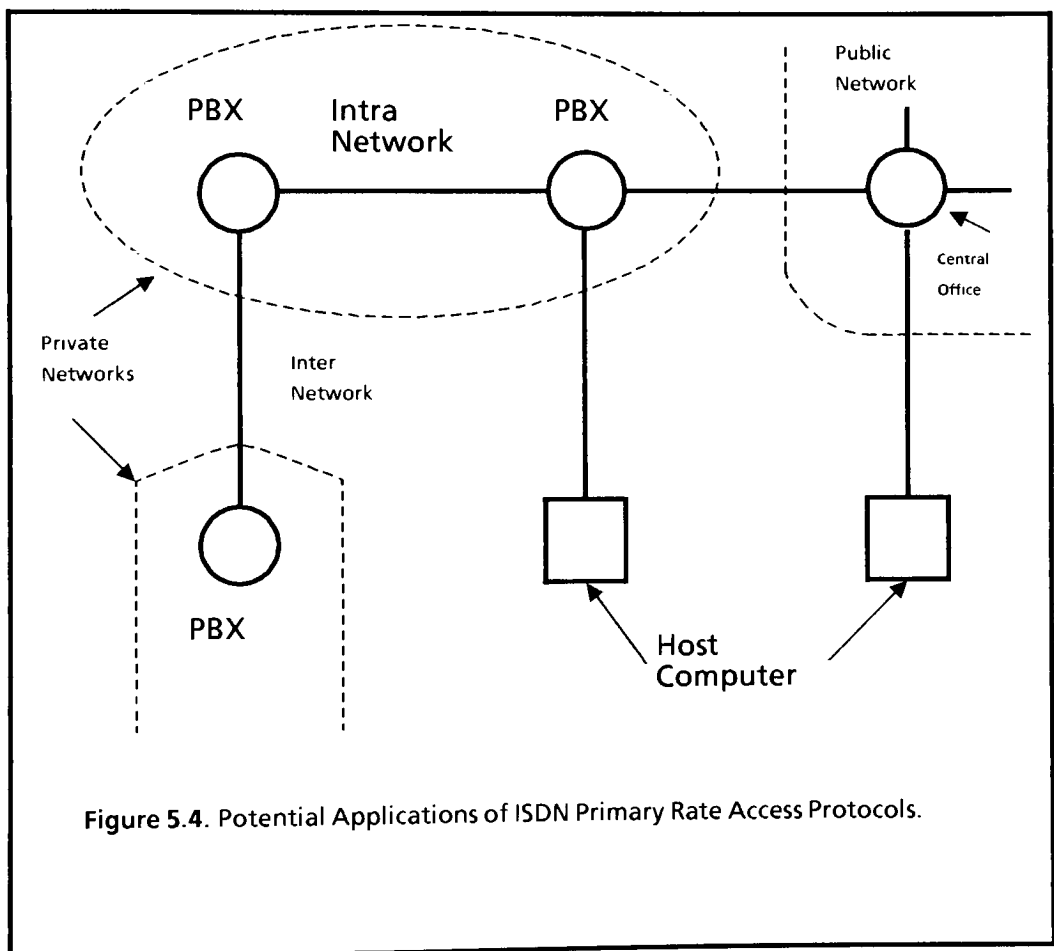 Public
Network
PBX
Intra
Network
PBX
Central
Office
Private
Networks
Inter
Network
PBX
Host
Computer
Figure 5.4. Potential Applications of ISDN Primary Rate Access Protocols.